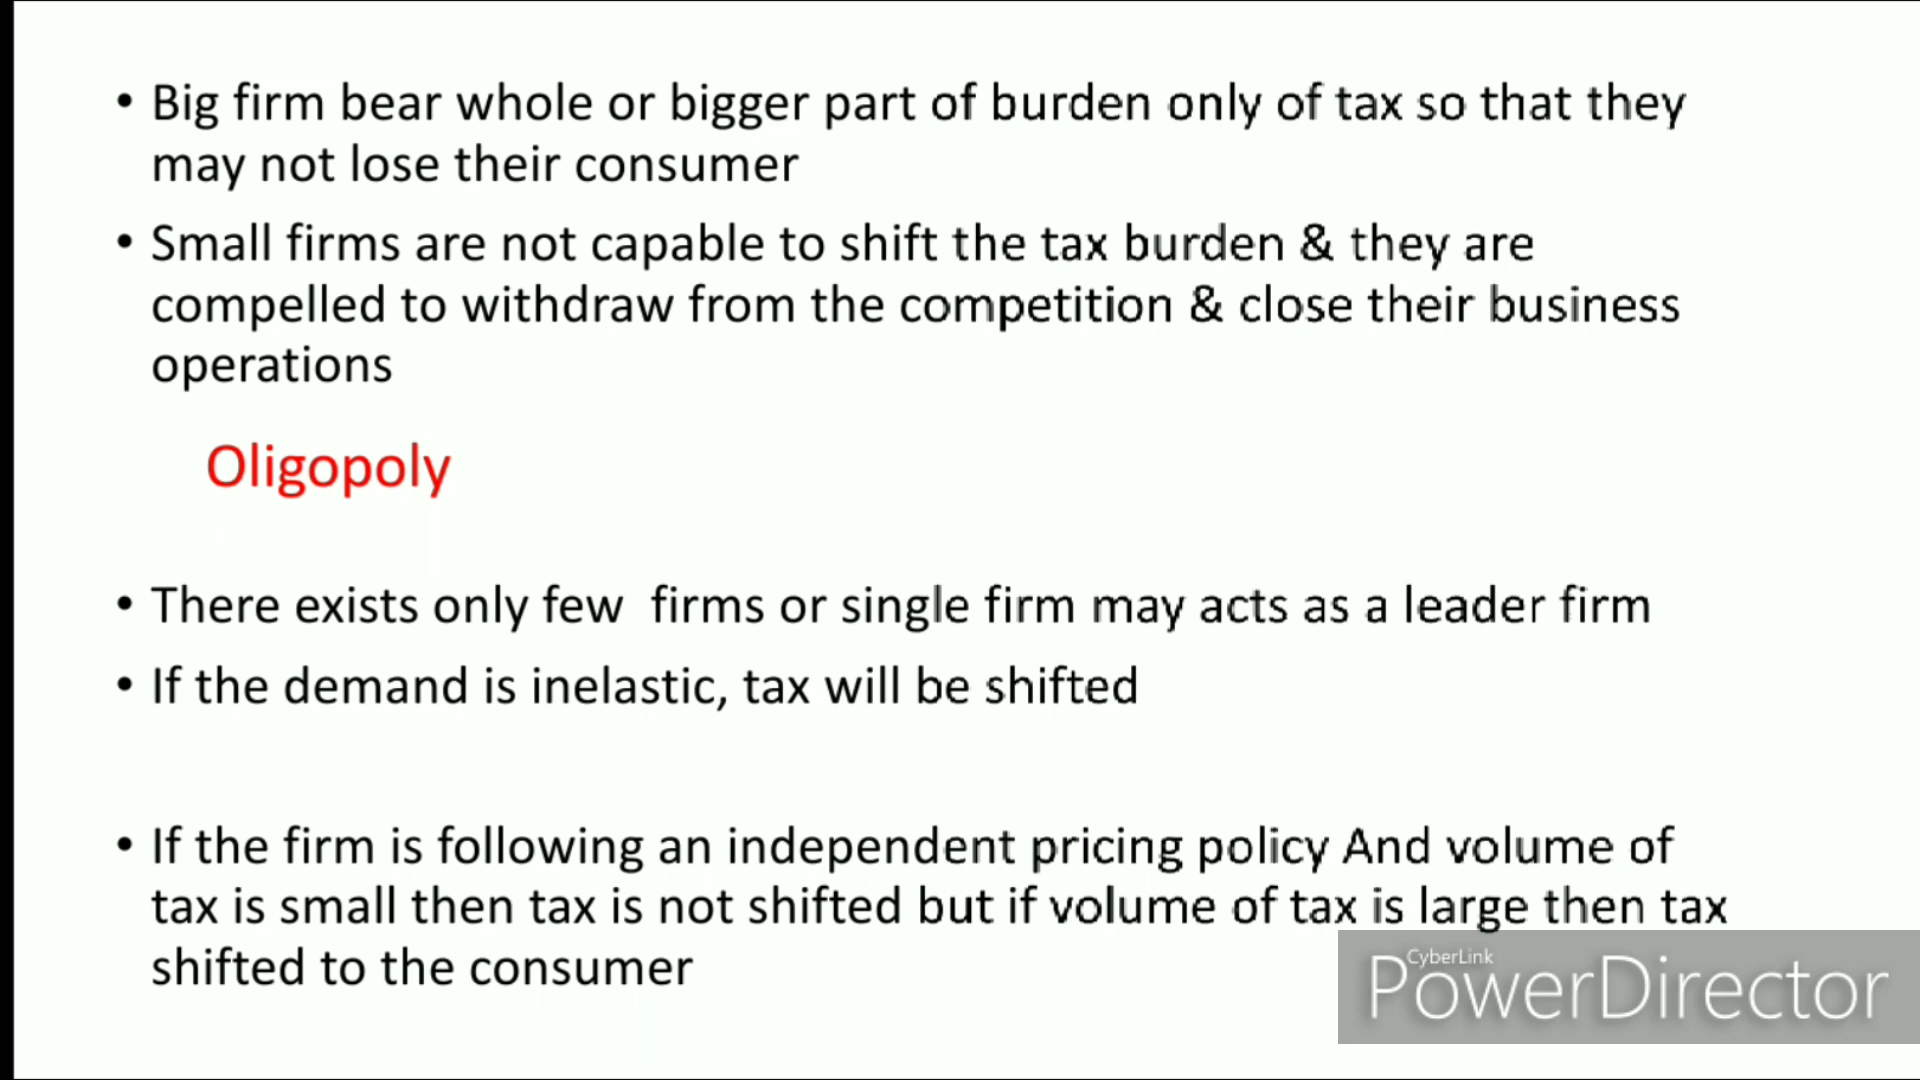 • Big firm bear whole or bigger part of burden only of tax so that they
may not lose their consumer
• Small firms are not capable to shift the tax burden & they are
compelled to withdraw from the competition & close their business
operations
Oligopoly
• There exists only few  firms or single firm may acts as a leader firm
• If the demand is inelastic, tax will be shifted
• If the firm is following an independent pricing policy And volume of
tax is small then tax is not shifted but if volume of tax is large then tax
shifted to the consumer
CyberLink
PowerDirector